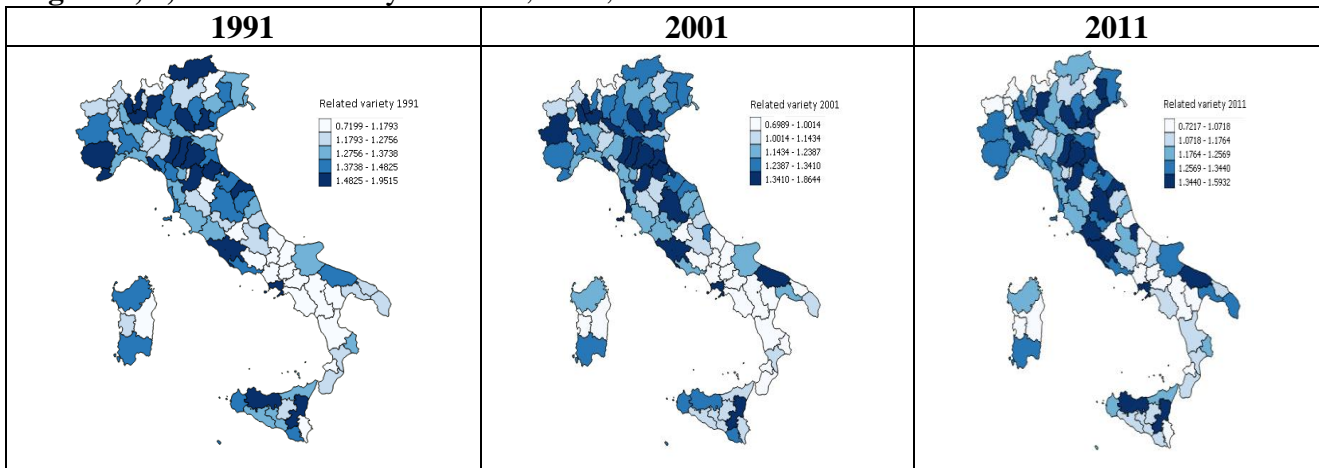 1991
2001
2011
Related variety 1991
0.7199 - 1.1793
1.1793 - 1.2756
1.2756 - 1.3738
1.3738 - 1.4825
1.4825 - 1.9515
Related variety 2001
0.6989 - 1.0014
1.0014 - 1.1434
1.1434 - 1.2387
1.2387 - 1.3410
1.3410 - 1.8644
Related variety 2011
0.7217 - 1.0718
1.0718 - 1.1764
1.1764 - 1.2569
1.2569 - 1.3440
1.3440 - 1.5932